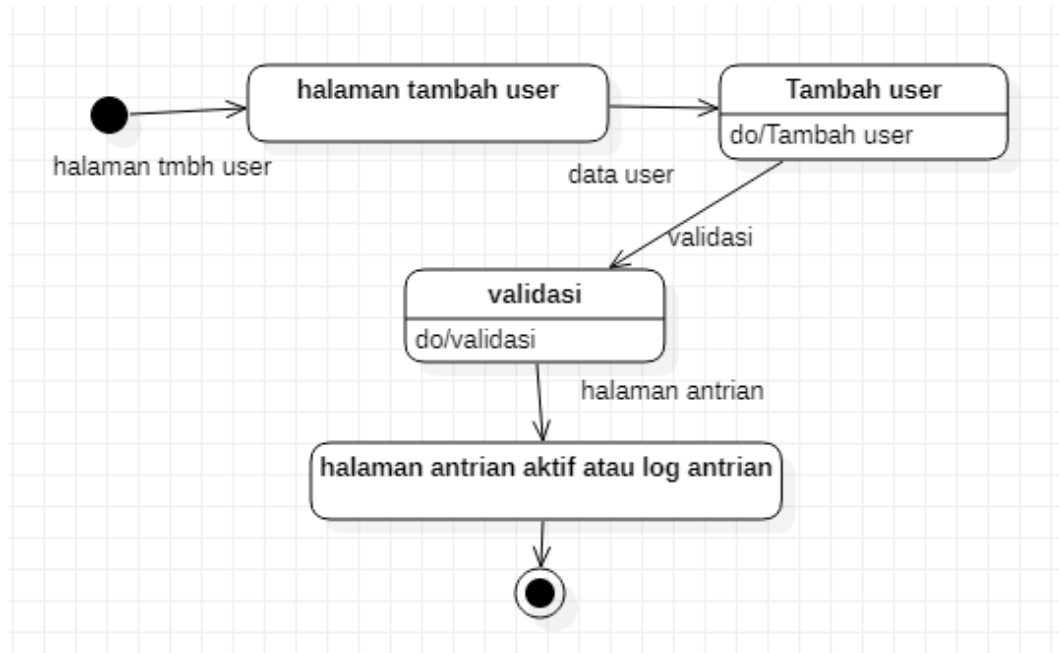 halaman tambah user
Tambah user
do/Tambah user
halaman tmbh user
data user
validasi
validasi
do/validasi
halaman antrian
halaman antrian aktif atau log antrian